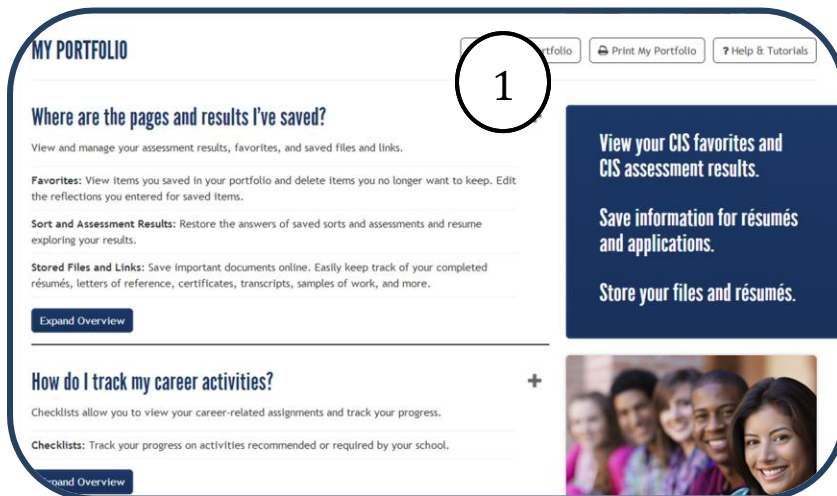 MY PORTFOLIO
rtfolio
Print My Portfolio
? Help & Tutorials
1
Where are the pages and results I've saved?
View and manage your assessment results, favorites, and saved files and links.
Favorites: View items you saved in your portfolio and delete items you no longer want to keep. Edit
the reflections you entered for saved items.
Sort and Assessment Results: Restore the answers of saved sorts and assessments and resume
exploring your results.
Stored Files and Links: Save important documents online. Easily keep track of your completed
résumés, letters of reference, certificates, transcripts, samples of work, and more.
Expand Overview
View your CIS favorites and
CIS assessment results.
Save information for résumés
and applications.
Store your files and résumés.
How do I track my career activities?
Checklists allow you to view your career-related assignments and track your progress.
Checklists: Track your progress on activities recommended or required by your school.
Expand Overview